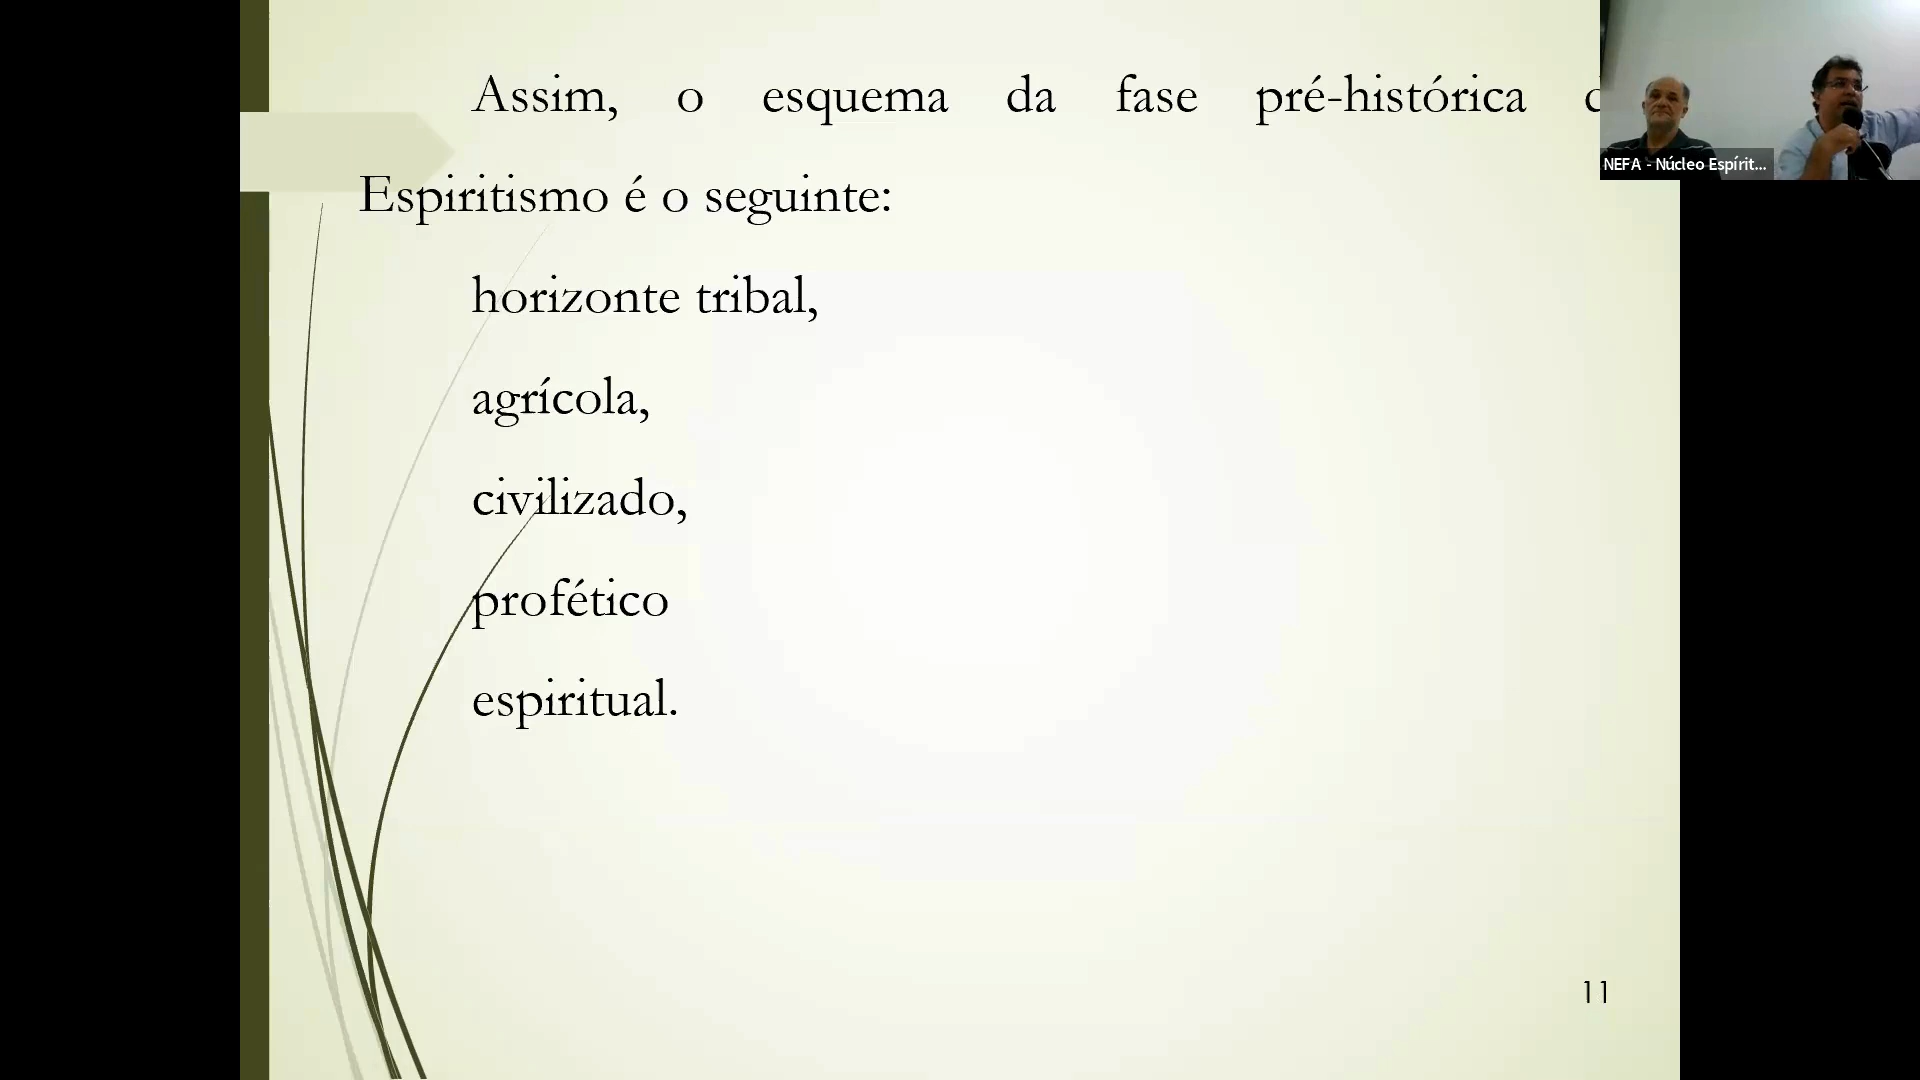 Assim, o esquema da fase pré-histórica
Espiritismo é o seguinte:
horizonte tribal,
agrícola,
civilizado,
profético
espiritual.
NEFA - Núcleo Espírit...
11